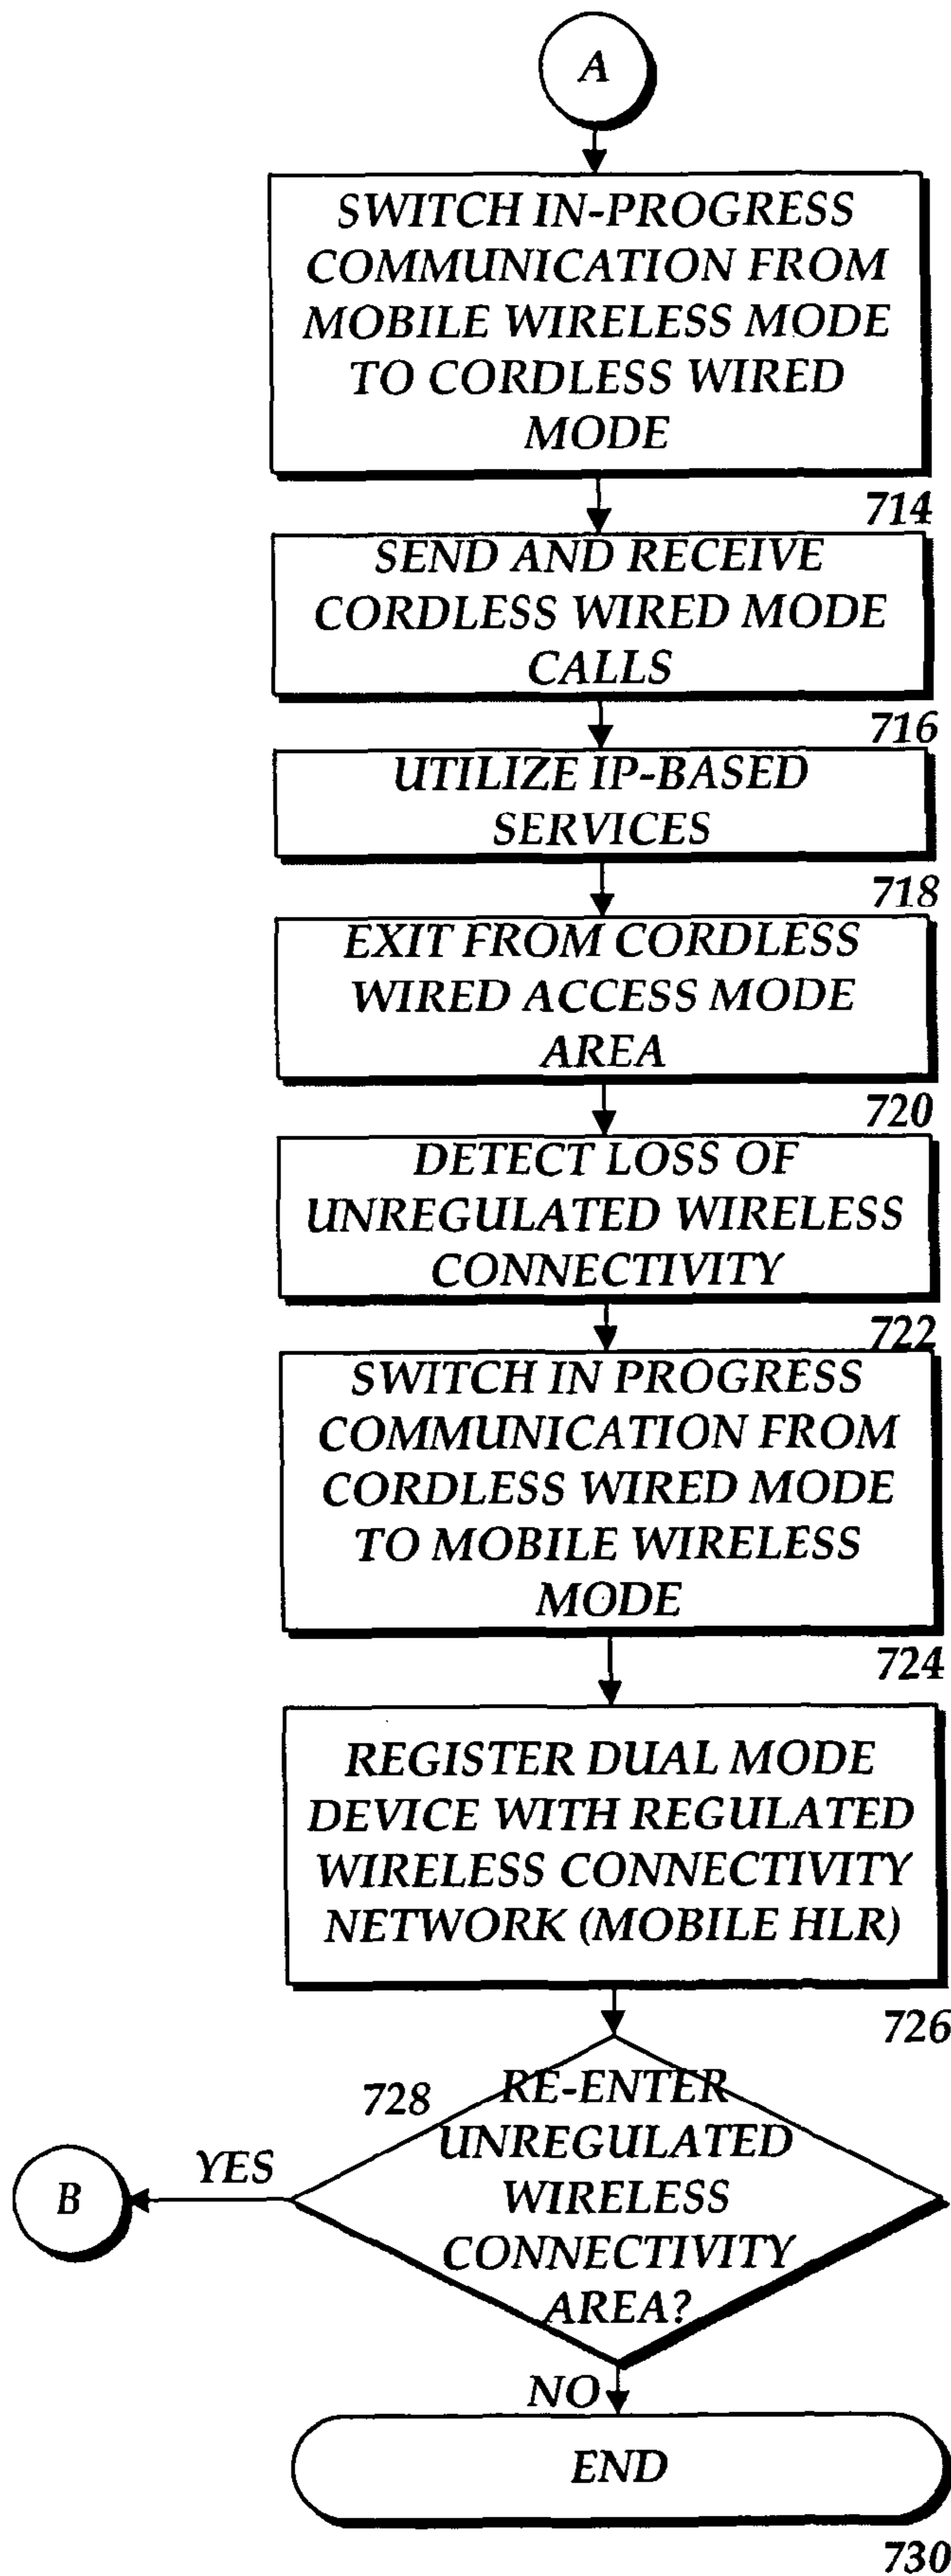 A
SWITCH IN-PROGRESS
COMMUNICATION FROM
MOBILE WIRELESS MODE
TO CORDLESS WIRED
MODE
714
SEND AND RECEIVE
CORDLESS WIRED MODE
CALLS
716
UTILIZE IP-BASED
SERVICES
718
EXIT FROM CORDLESS
WIRED ACCESS MODE
AREA
720
DETECT LOSS OF
UNREGULATED WIRELESS
CONNECTIVITY
722
SWITCH IN PROGRESS
COMMUNICATION FROM
CORDLESS WIRED MODE
TO MOBILE WIRELESS
MODE
724
REGISTER DUAL MODE
DEVICE WITH REGULATED
WIRELESS CONNECTIVITY
NETWORK (MOBILE HLR)
726
728
RE-ENTER
UNREGULATED
WIRELESS
CONNECTIVITY
AREA?
YES
B
NO
END
730